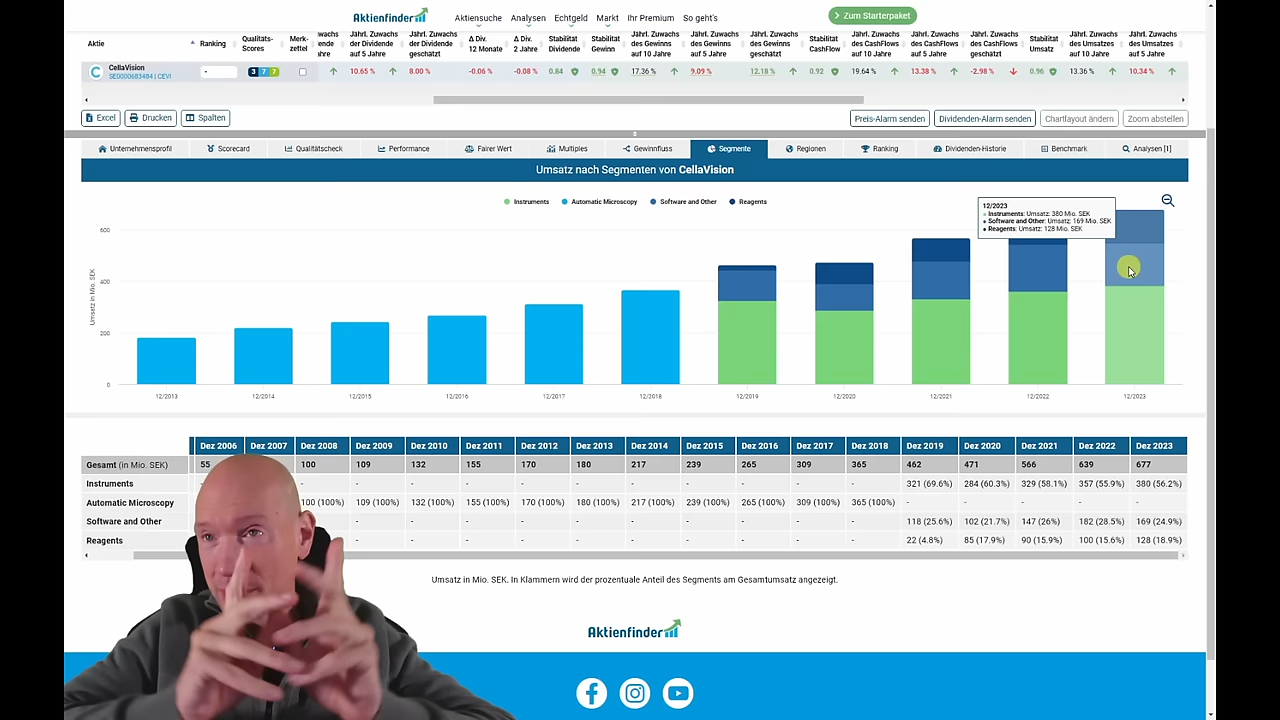 Aktienfinder
Aktiensuche Analysen Echtgeld Markt Ihr Premium So geht's
Zum Starterpaket
Aktie Ranking Qualitäts-Scores Merk-zettel wachs ende Jahre Jährl. Zuwachs der Dividende auf 5 Jahre Jährl. Zuwachs der Dividende geschätzt Δ Div. 12 Monate Δ Div. 2 Jahre Stabilität Dividende Stabilität Gewinn Jährl. Zuwachs des Gewinns auf 10 Jahre Jährl. Zuwachs des Gewinns auf 5 Jahre Jährl. Zuwachs des Gewinns geschätzt Stabilität CashFlow Jährl. Zuwachs des CashFlows auf 10 Jahre Jährl. Zuwachs des CashFlows auf 5 Jahre Jährl. Zuwachs des CashFlows geschätzt Stabilität Umsatz Jährl. Zuwachs des Umsatzes auf 10 Jahre Jährl. Zuwachs des Umsatzes auf 5 Jahre
C CellaVision - 3 7 7 10.65 % 8.00 % -0.06 % -0.08 % 0.84 0.94 17.36 % 9.09 % 12.18 % 0.92 19.64 % 13.38 % -2.98 % 0.96 13.36 % 10.34 %
SE0000683484 | CEVI
Excel Drucken Spalten Preis-Alarm senden Dividenden-Alarm senden Chartlayout ändern Zoom abstellen
Unternehmensprofil Scorecard Qualitätscheck Performance Fairer Wert Multiples Gewinnfluss Segmente Regionen Ranking Dividenden-Historie Benchmark Analysen [1]
Umsatz nach Segmenten von CellaVision
Instruments Automatic Microscopy Software and Other Reagents
12/2023
Instruments: Umsatz: 380 Mio. SEK
Software and Other: Umsatz: 169 Mio. SEK
Reagents: Umsatz: 128 Mio. SEK
Umsatz in Mio. SEK
600
400
200
0
12/2013 12/2014 12/2015 12/2016 12/2017 12/2018 12/2019 12/2020 12/2021 12/2022 12/2023
Dez 2006 Dez 2007 Dez 2008 Dez 2009 Dez 2010 Dez 2011 Dez 2012 Dez 2013 Dez 2014 Dez 2015 Dez 2016 Dez 2017 Dez 2018 Dez 2019 Dez 2020 Dez 2021 Dez 2022 Dez 2023
Gesamt (in Mio. SEK) 55 100 109 132 155 170 180 217 239 265 309 365 462 471 566 639 677
Instruments - - - - - - - - - - - 321 (69.6%) 284 (60.3%) 329 (58.1%) 357 (55.9%) 380 (56.2%)
Automatic Microscopy 100 (100%) 109 (100%) 132 (100%) 155 (100%) 170 (100%) 180 (100%) 217 (100%) 239 (100%) 265 (100%) 309 (100%) 365 (100%) - - - - -
Software and Other - - - - - - - - - - 118 (25.6%) 102 (21.7%) 147 (26%) 182 (28.5%) 169 (24.9%)
Reagents - - - - - - - - - - 22 (4.8%) 85 (17.9%) 90 (15.9%) 100 (15.6%) 128 (18.9%)
Umsatz in Mio. SEK. In Klammern wird der prozentuale Anteil des Segments am Gesamtumsatz angezeigt.
Aktienfinder